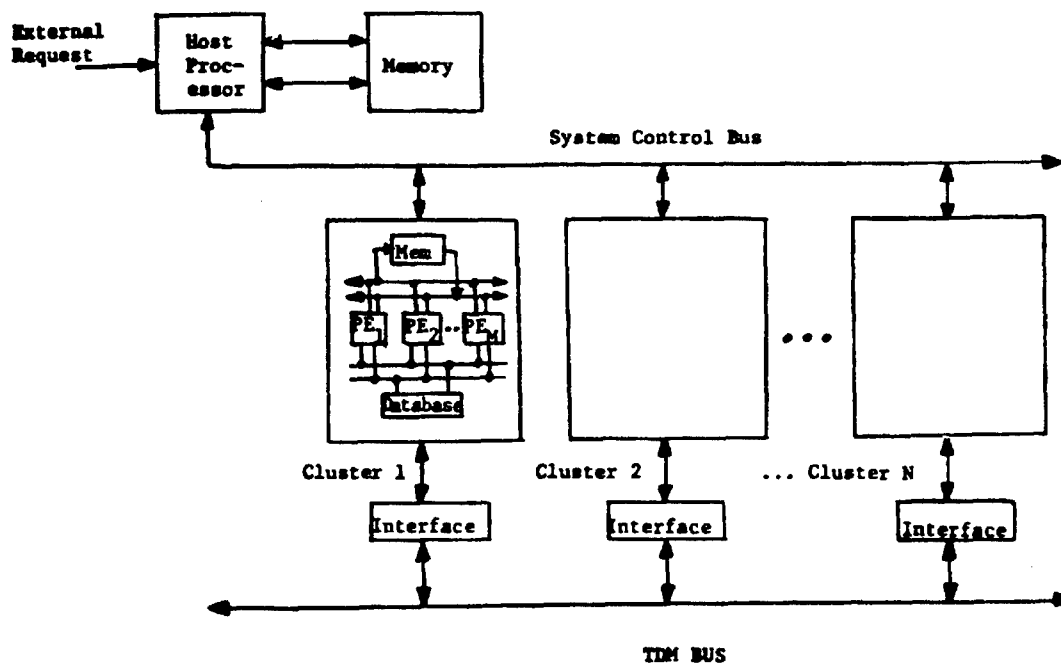 External
Request
Host
Proc-
essor
Memory
System Control Bus
Mem
PE1 PE2 .. PEM
Database
Cluster 1
Cluster 2
... Cluster N
Interface
Interface
Interface
TDM BUS